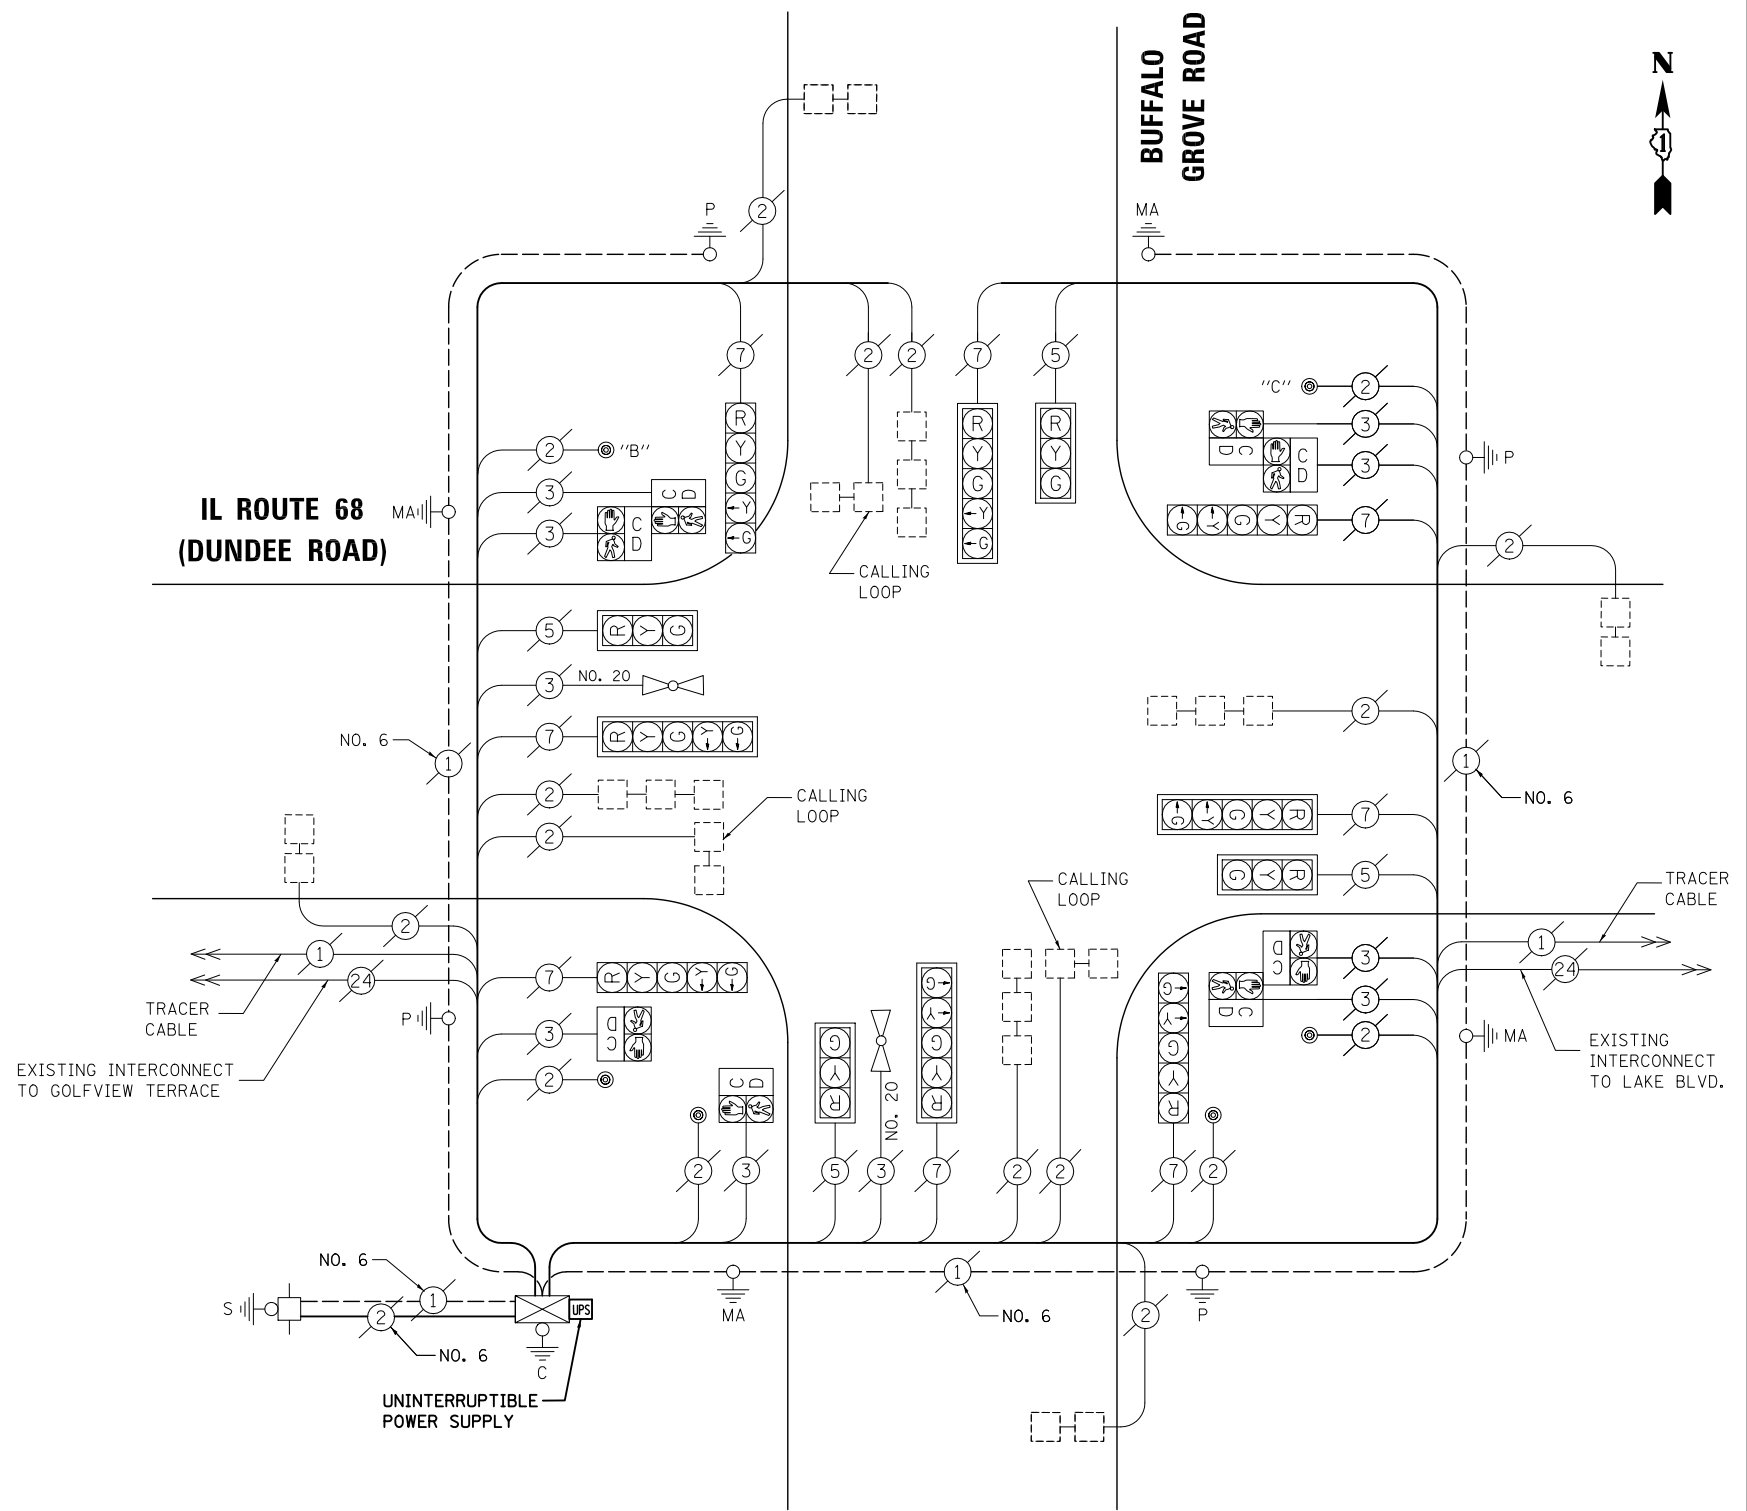 BUFFALO
GROVE ROAD
N
1
P
MA
2
7
2
2
7
5
R
Y
G
Y
G
R
Y
G
Y
G
R
Y
G
"C"
2
3
3
C
D
C
D
P
2
"B"
3
3
C
D
C
D
IL ROUTE 68
(DUNDEE ROAD)
MA
G Y G Y R
7
2
CALLING
LOOP
5
R Y G
3
NO. 20
7
R Y G Y G
2
NO. 6
1
1
NO. 6
2
CALLING
LOOP
2
G Y G Y R
7
G Y R
5
CALLING
LOOP
TRACER
CABLE
2
1
24
1
24
TRACER
CABLE
P
EXISTING INTERCONNECT
TO GOLFVIEW TERRACE
7
R Y G Y G
3
C
D
2
D
C
3
C
D
3
2
MA
EXISTING
INTERCONNECT
TO LAKE BLVD.
C
D
G
Y
R
NO. 20
G
Y
G
Y
R
G
Y
G
Y
R
2
3
5
3
7
2
2
7
2
NO. 6
1
S
2
NO. 6
UPS
C
UNINTERRUPTIBLE
POWER SUPPLY
MA
1
NO. 6
P
2